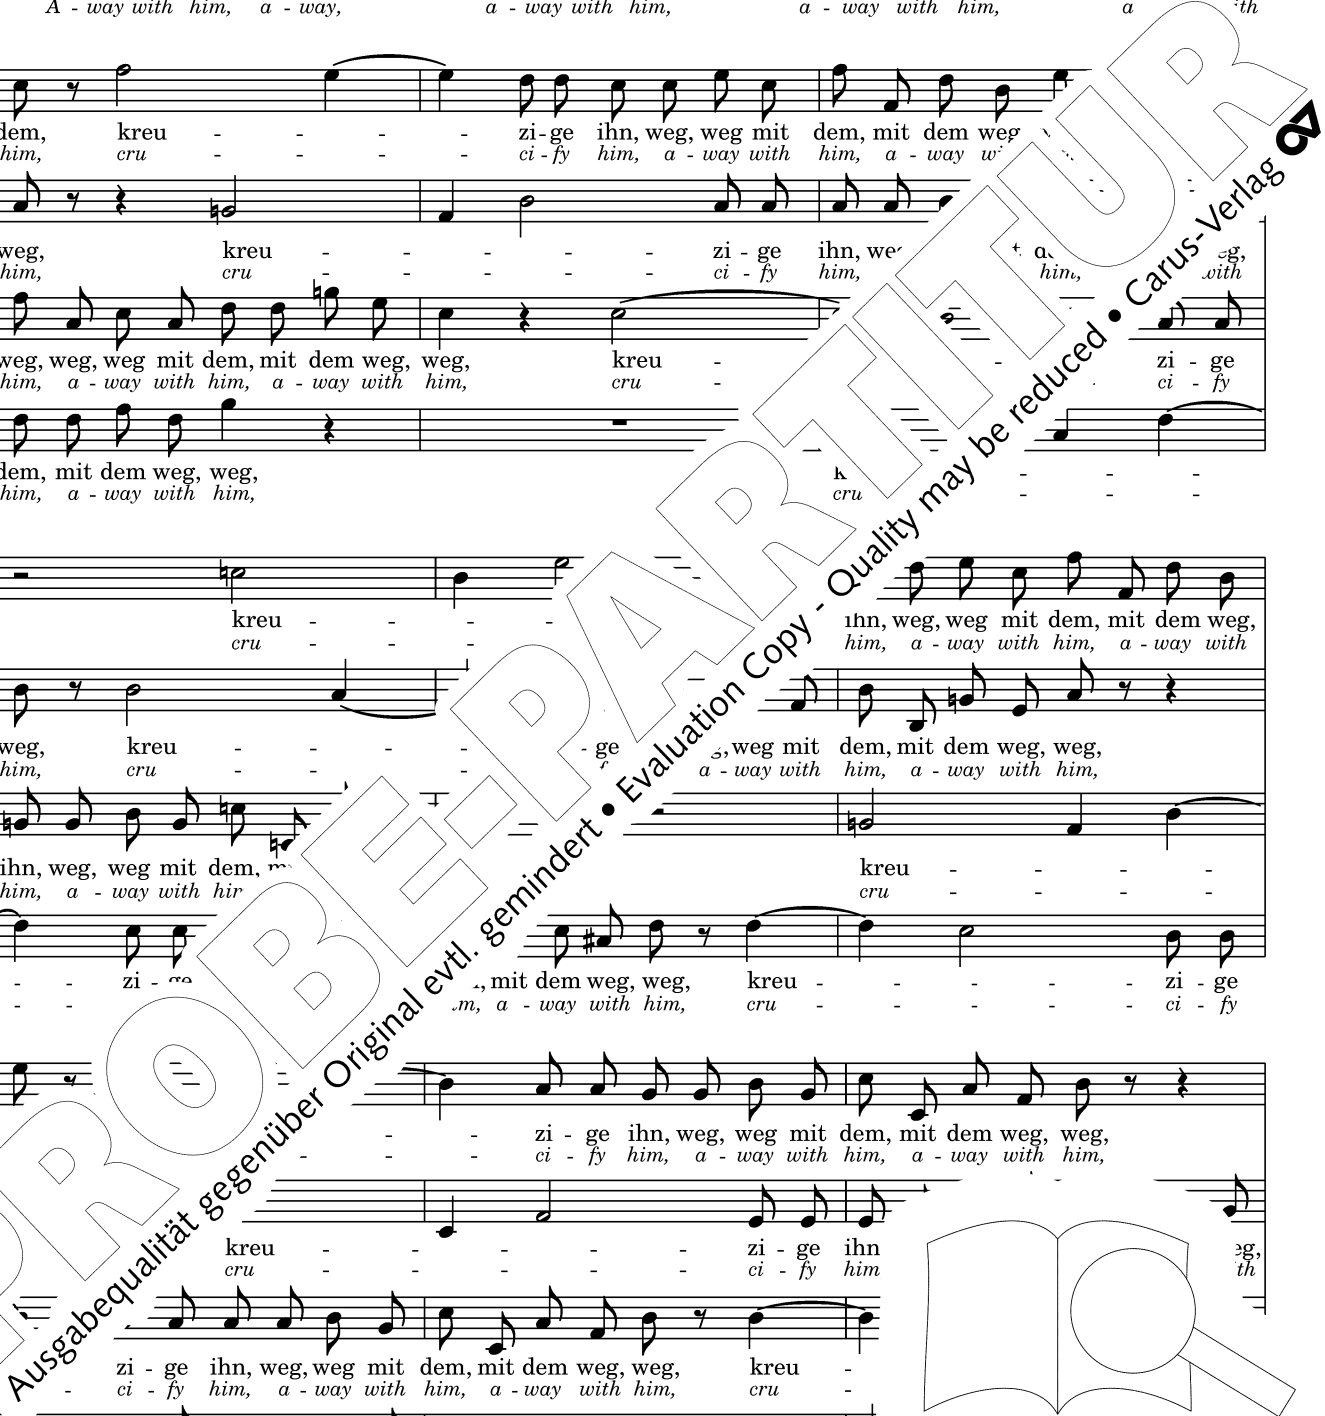 A - way with him, a - way, a - way with him, a - way with him, a
dem, kreu - - - - zi - ge ihn, weg, weg mit dem, mit dem weg
him, cru - - - - ci - fy him, a - way with him, a - way
weg, kreu - - - - - zi - ge ihn,
him, cru - - - - - ci - fy him, him, with
weg, weg, weg mit dem, mit dem weg, weg, kreu - - zi - ge
him, a - way with him, a - way with him, cru - ci - fy
dem, mit dem weg, weg, - - -
him, a - way with him, cru - - -
kreu - - - - ihn, weg, weg mit dem, mit dem weg,
cru - - him, a - way with him, a - way with
weg, kreu - - - - ge weg mit dem, mit dem weg, weg,
him, cru - - - - a - way with him, a - way with him,
ihn, weg, weg mit dem, kreu - - - -
him, a - way with cru - - - -
- - zi - ge mit dem weg, weg, kreu - - - - zi - ge
- - a - way with him, cru - - - - ci - fy
- - zi - ge ihn, weg, weg mit dem, mit dem weg, weg,
- - ci - fy him, a - way with him, a - way with him,
kreu - - - - - zi - ge ihn
cru - - - - - ci - fy him
zi - ge ihn, weg, weg mit dem, mit dem weg, weg, kreu -
- ci - fy him, a - way with him, a - way with him, cru -
PROBE-PARTITUR
Ausgabequalität gegenüber Original evtl. gemindert • Evaluation Copy - Quality may be reduced • Carus-Verlag